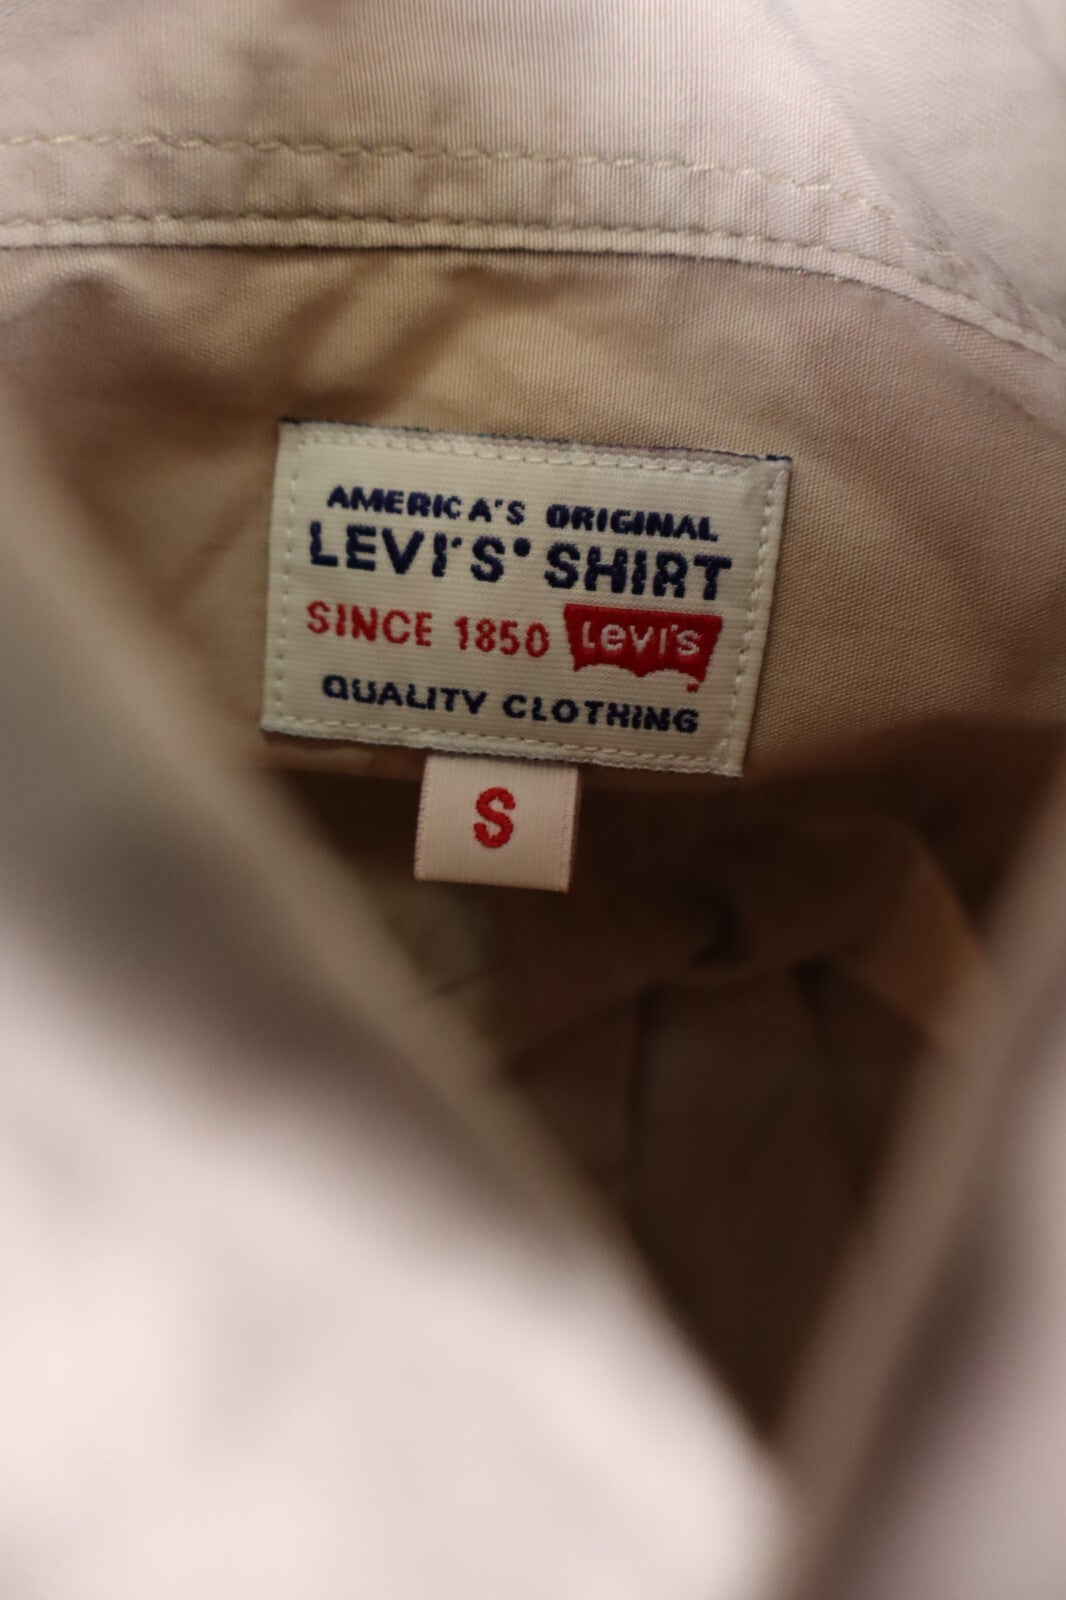 AMERICA'S ORIGINAL
LEVI'S® SHIRT
SINCE 1850 Levi's
QUALITY CLOTHING
S